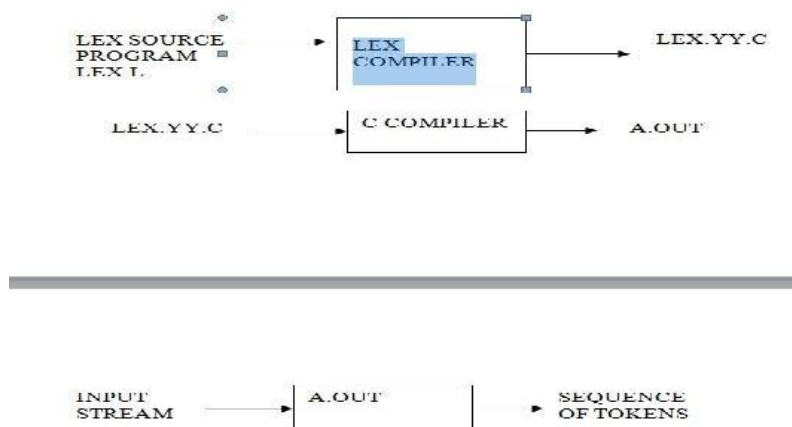 LEX SOURCE
PROGRAM
LEX L
LEX
COMPILER
LEX.YY.C
LEX.YY.C
C COMPILER
A.OUT
INPUT
STREAM
A.OUT
SEQUENCE
OF TOKENS